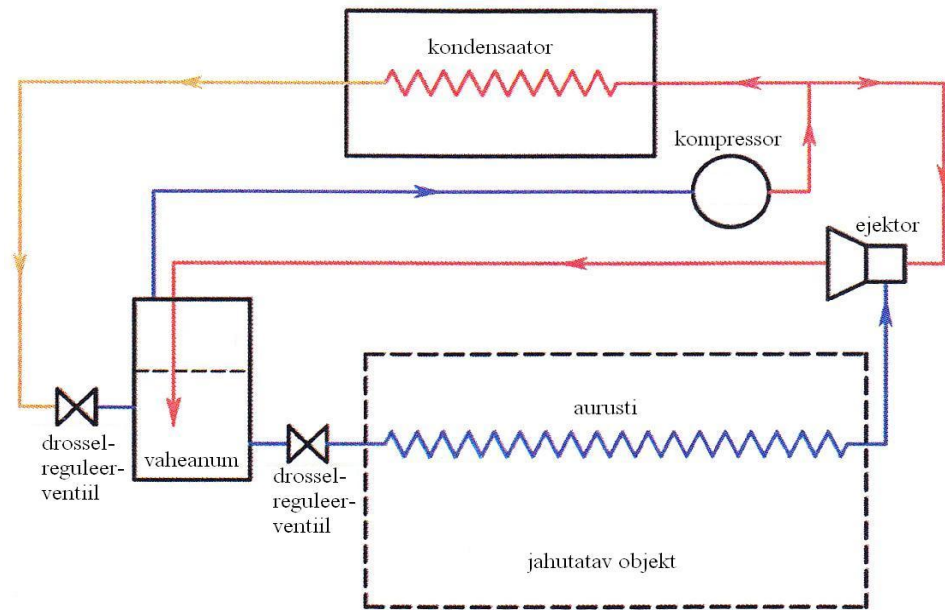 kondensaator
kompressor
ejektor
aurusti
drossel-
reguleer-
ventiil
vaheanum
drossel-
reguleer-
ventiil
jahutatav objekt